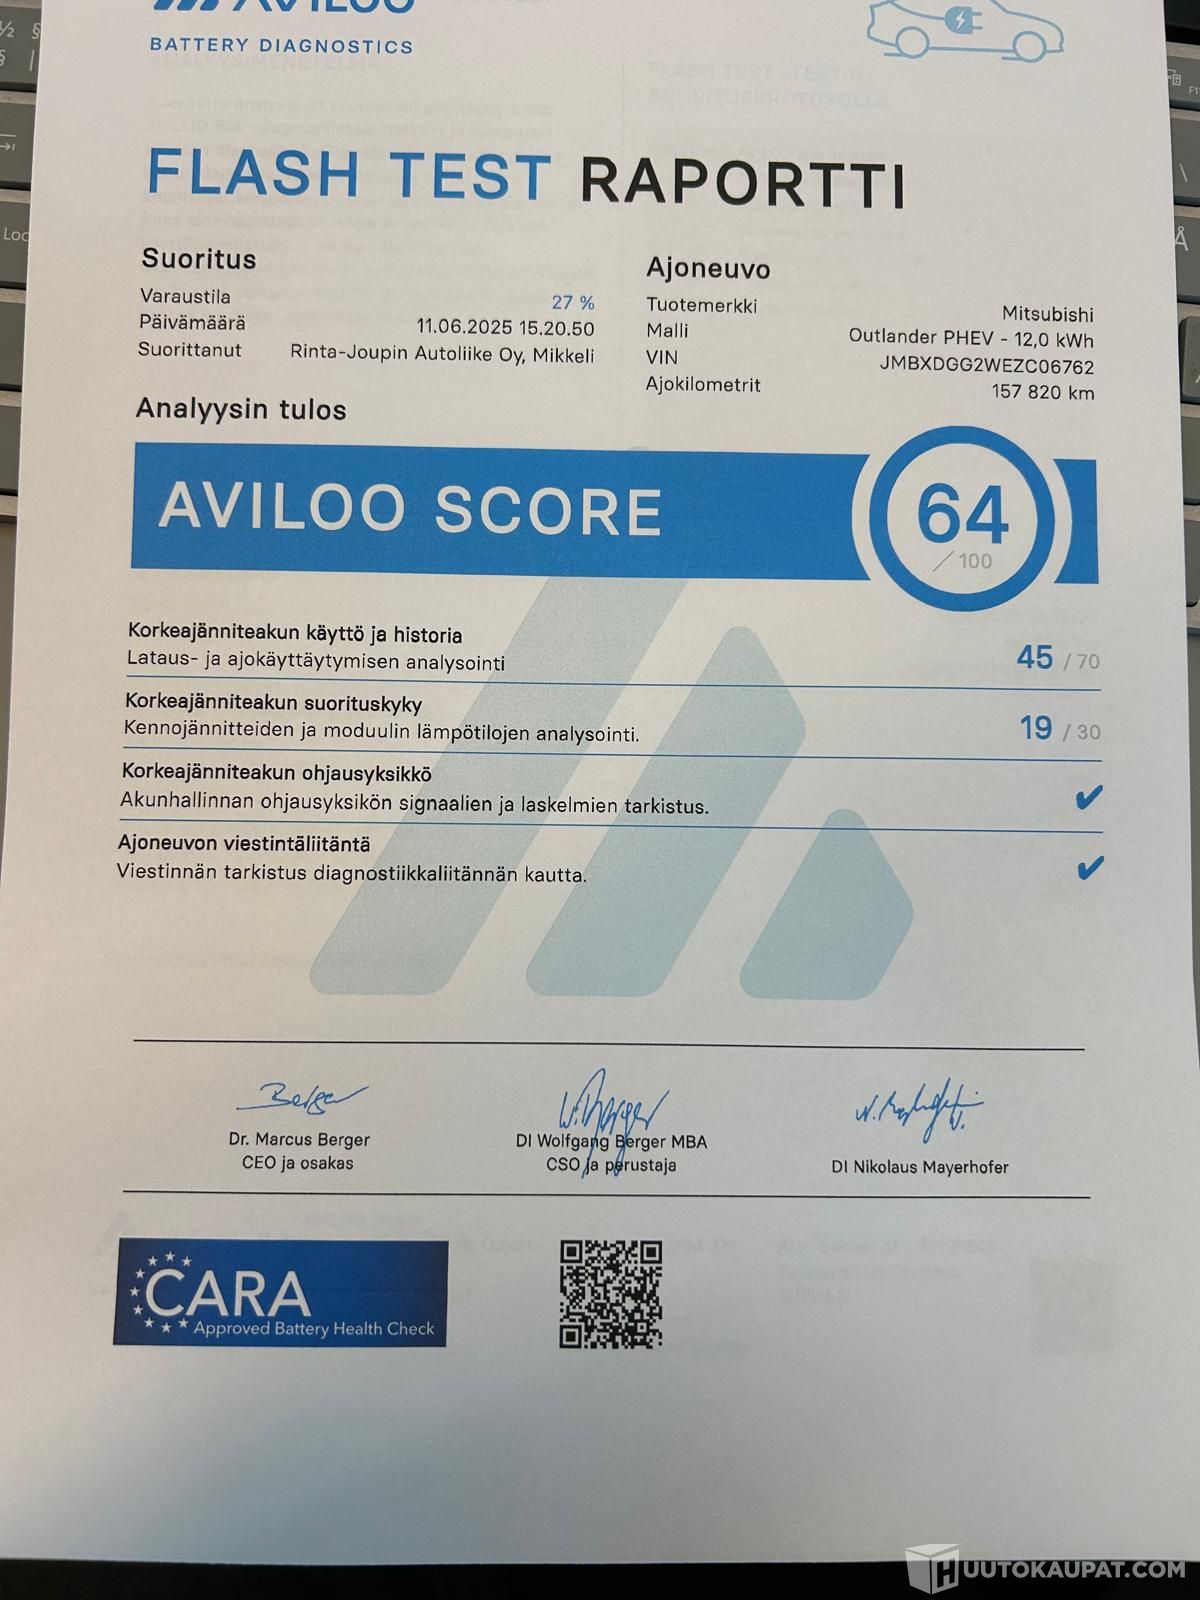 AVILOO
BATTERY DIAGNOSTICS
FLASH TEST RAPORTTI
Suoritus
Varaustila 27 %
Päivämäärä 11.06.2025 15.20.50
Suorittanut Rinta-Joupin Autoliike Oy, Mikkeli
Ajoneuvo
Tuotemerkki Mitsubishi
Malli Outlander PHEV - 12,0 kWh
VIN JMBXDGG2WEZC06762
Ajokilometrit 157 820 km
Analyysin tulos
AVILOO SCORE 64 / 100
Korkeajänniteakun käyttö ja historia
Lataus- ja ajokäyttäytymisen analysointi 45 / 70
Korkeajänniteakun suorituskyky
Kennojännitteiden ja moduulin lämpötilojen analysointi. 19 / 30
Korkeajänniteakun ohjausyksikkö
Akunhallinnan ohjausyksikön signaalien ja laskelmien tarkistus. ✔
Ajoneuvon viestintäliitäntä
Viestinnän tarkistus diagnostiikkaliitännän kautta. ✔
Berger
Dr. Marcus Berger
CEO ja osakas
W. Berger
DI Wolfgang Berger MBA
CSO ja perustaja
DI Nikolaus Mayerhofer
CARA
Approved Battery Health Check
HUUTOKAUPAT.COM